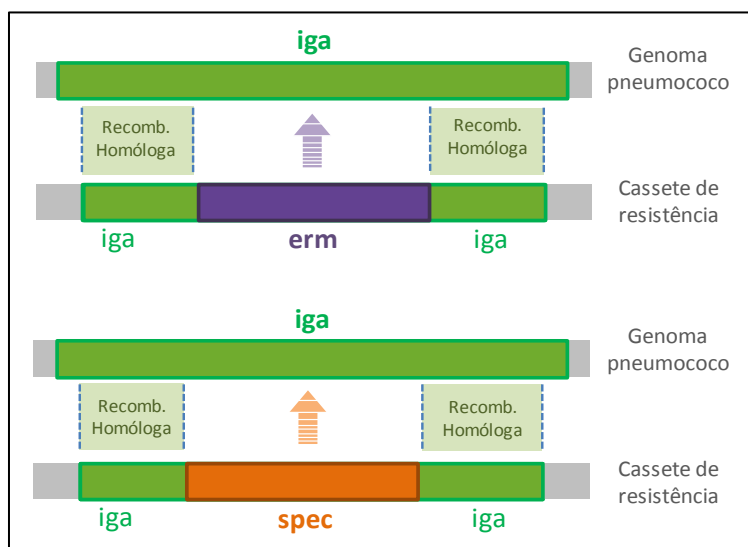 iga
Genoma
pneumococo
Recomb.
Homóloga
Recomb.
Homóloga
Cassete de
resistência
iga
erm
iga
iga
Genoma
pneumococo
Recomb.
Homóloga
Recomb.
Homóloga
Cassete de
resistência
iga
spec
iga